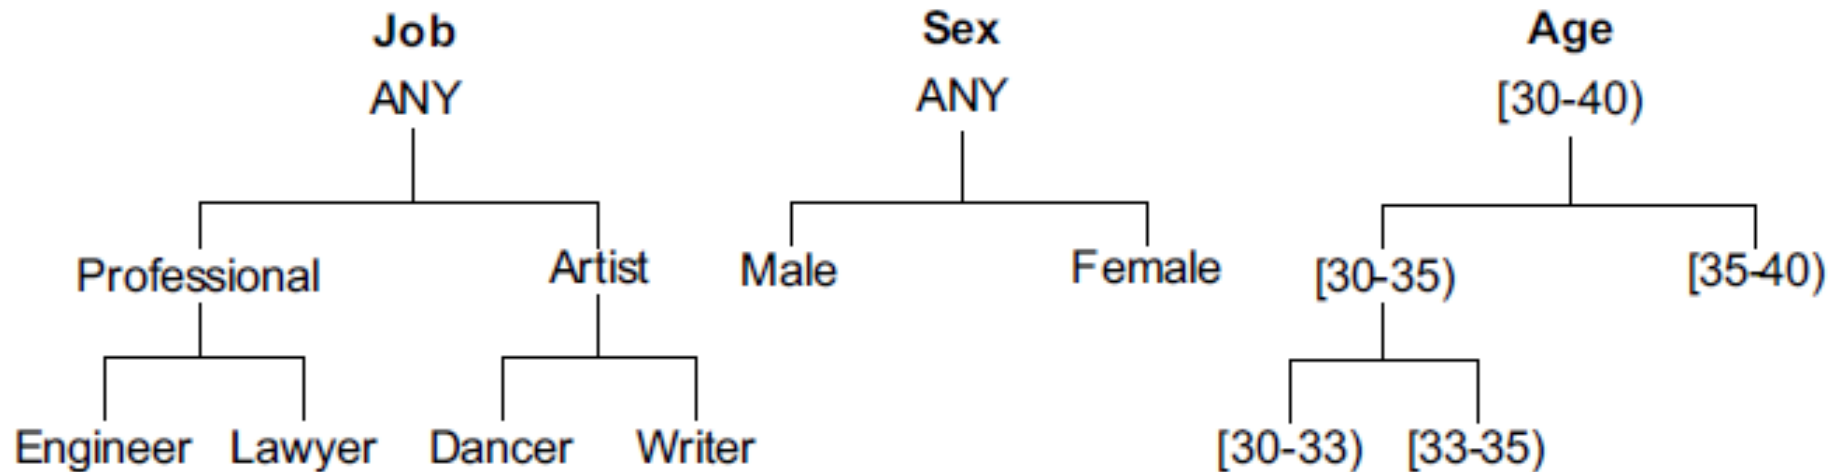 Job Sex Age
ANY ANY [30-40)
Professional Artist Male Female [30-35) [35-40)
Engineer Lawyer Dancer Writer [30-33) [33-35)